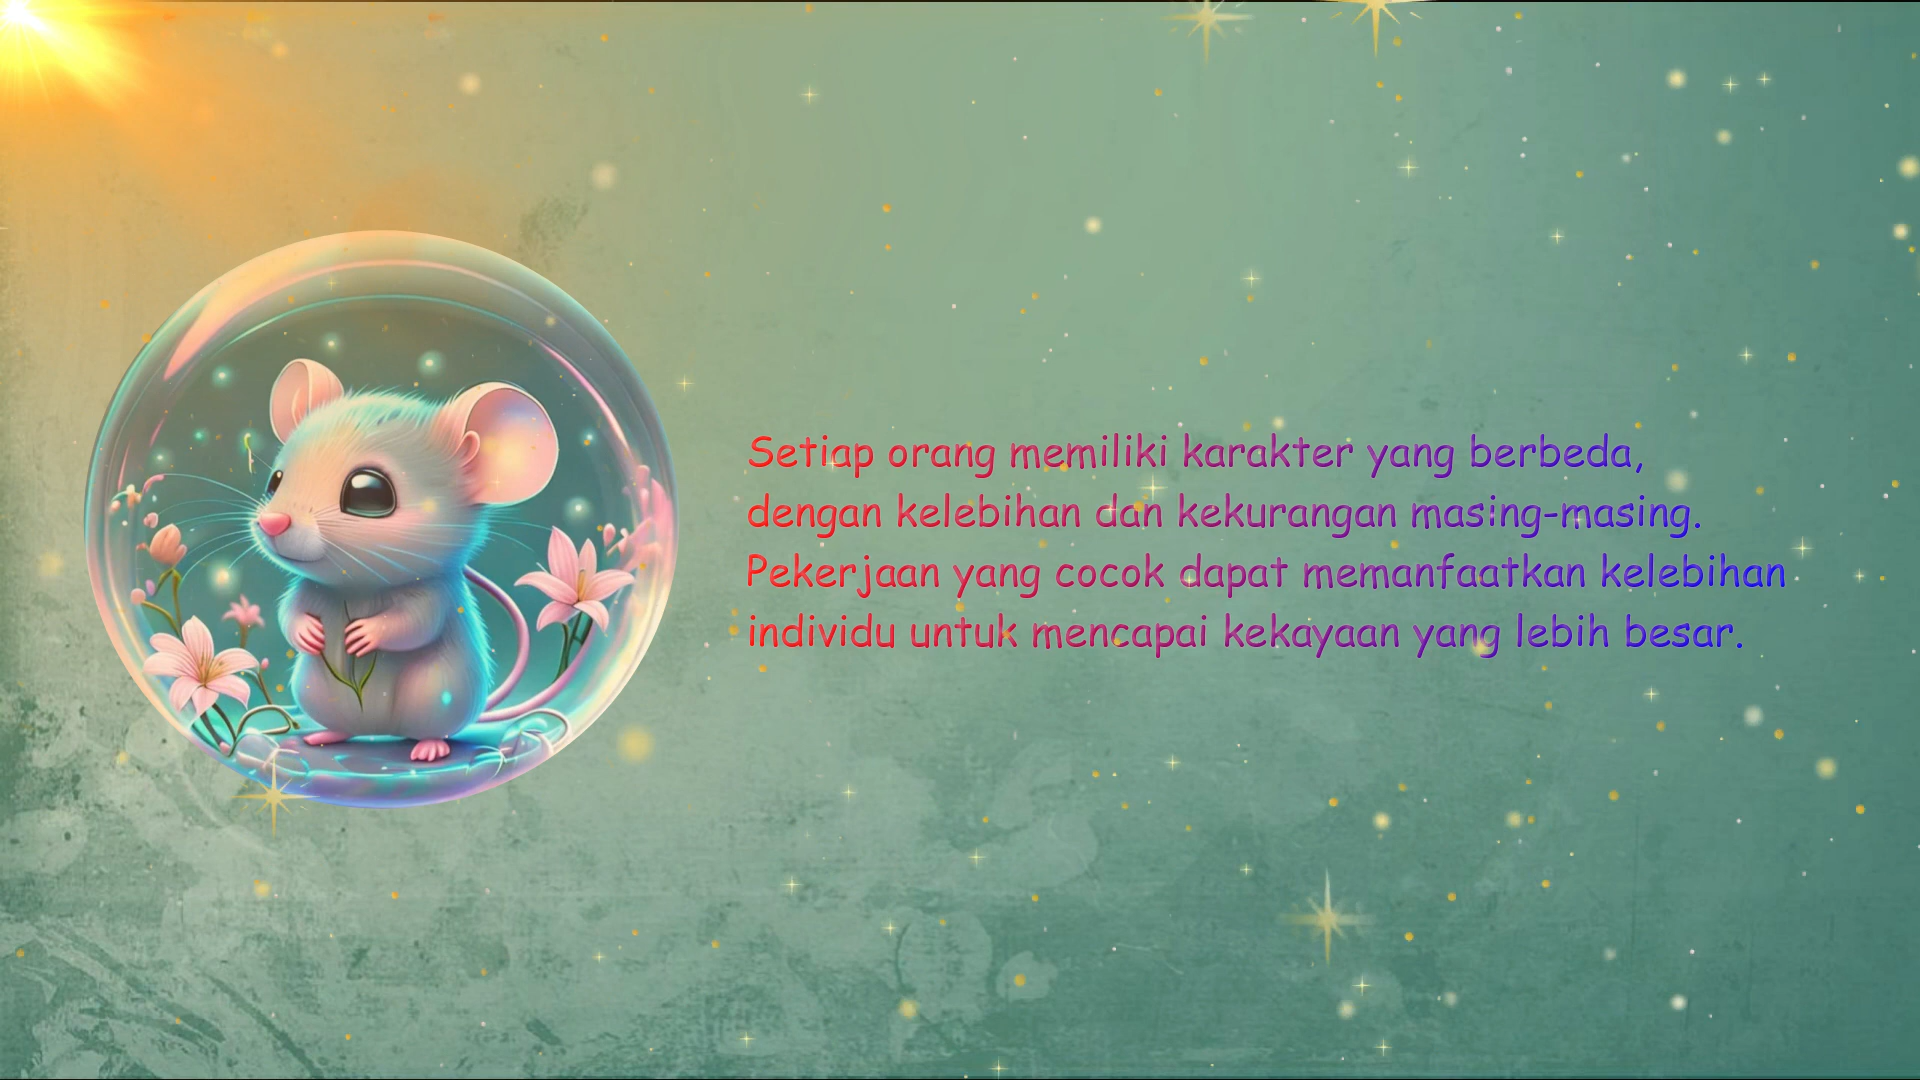 Setiap orang memiliki karakter yang berbeda,
dengan kelebihan dan kekurangan masing-masing.
Pekerjaan yang cocok dapat memanfaatkan kelebihan
individu untuk mencapai kekayaan yang lebih besar.